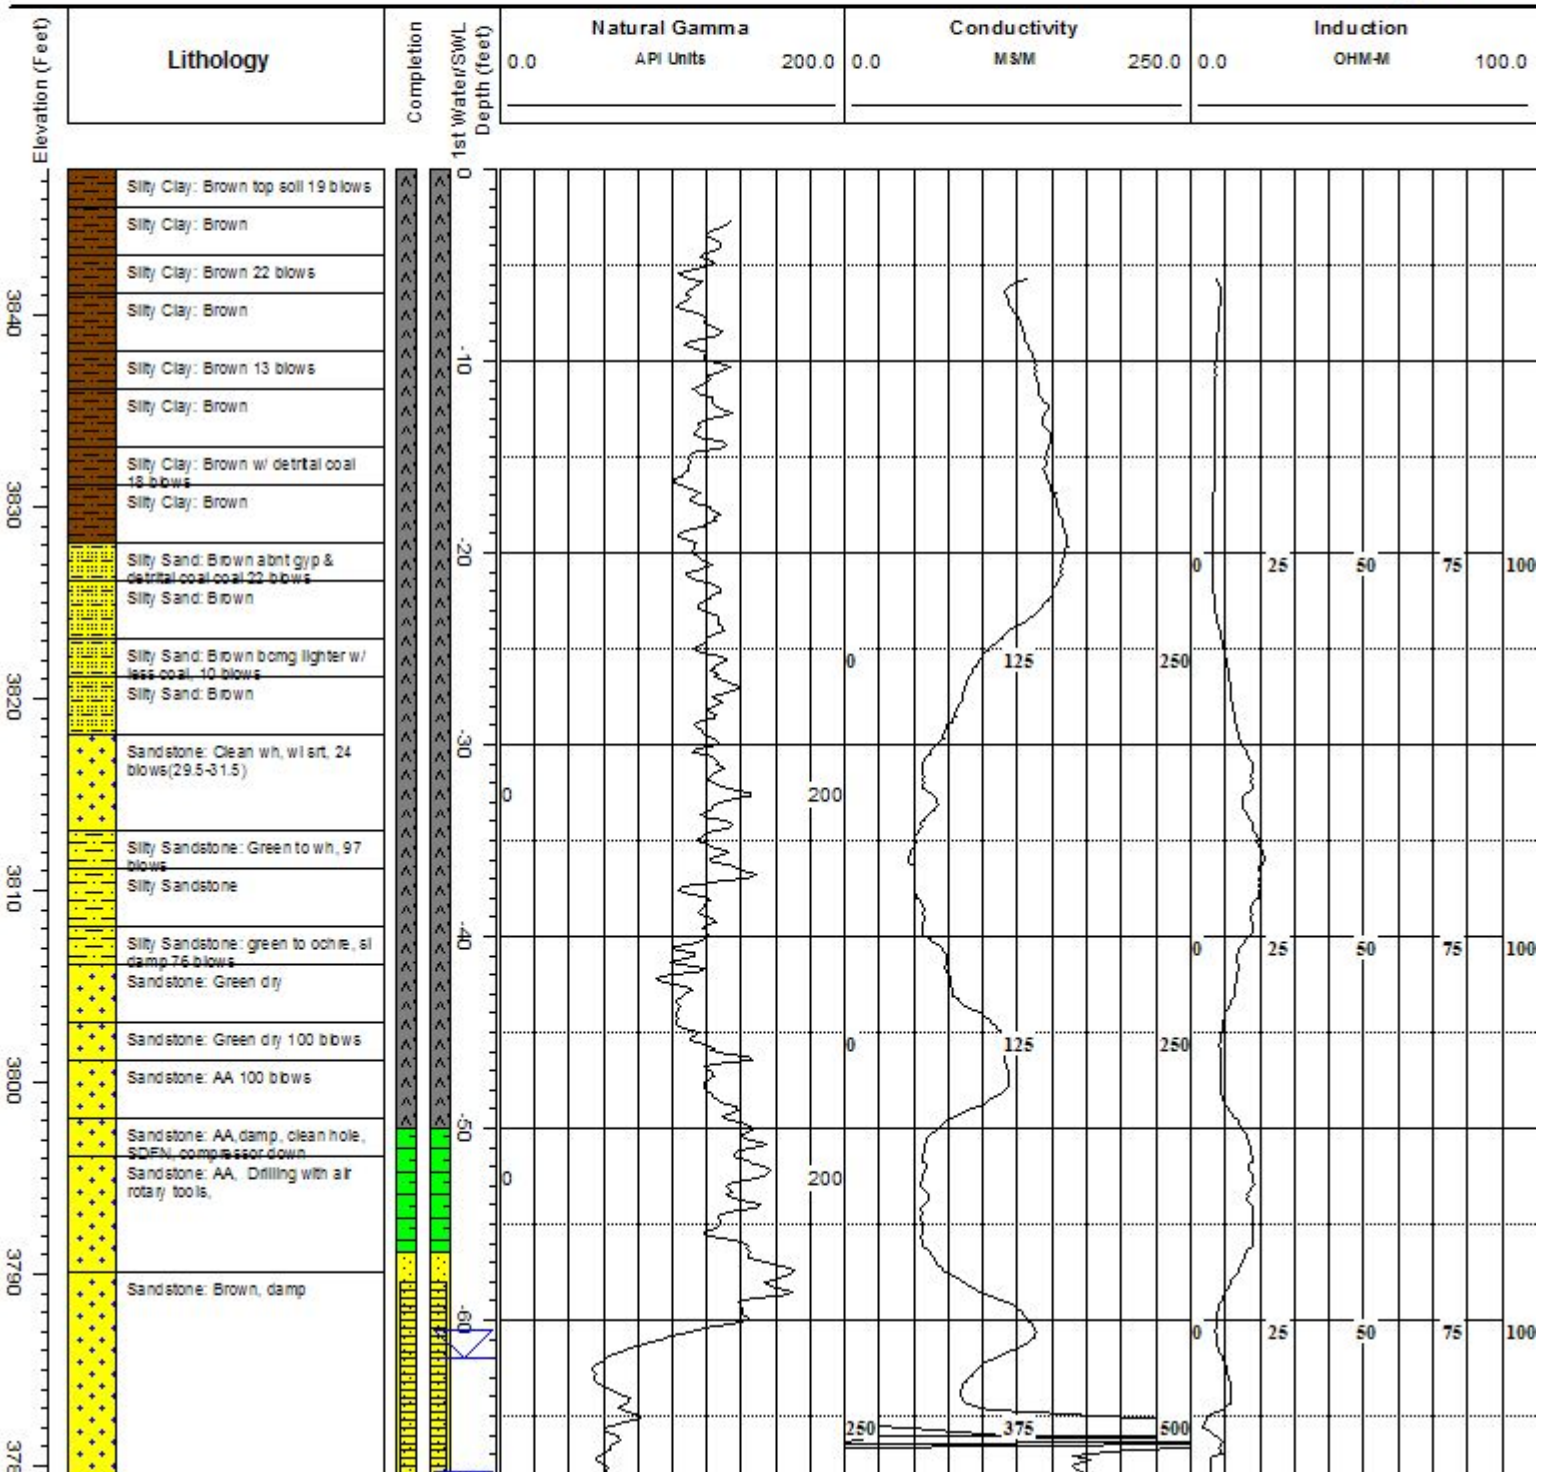 Elevation (Feet)
Lithology
Completion
1st Water/SWL
Depth (feet)
Natural Gamma
0.0 API Units 200.0
Conductivity
0.0 MS/M 250.0
Induction
0.0 OHM-M 100.0
Silty Clay: Brown top soil 19 blows
Silty Clay: Brown
Silty Clay: Brown 22 blows
Silty Clay: Brown
Silty Clay: Brown 13 blows
Silty Clay: Brown
Silty Clay: Brown w/ detrital coal
18 blows
Silty Clay: Brown
Silty Sand: Brown abnt gyp &
detrital coal coal 22 blows
Silty Sand: Brown
Silty Sand: Brown bcmg lighter w/
less coal, 10 blows
Silty Sand: Brown
Sandstone: Clean wh, wl srt, 24
blows(29.5-31.5)
Silty Sandstone: Green to wh, 97
blows
Silty Sandstone
Silty Sandstone: green to ochre, sl
damp 76 blows
Sandstone: Green dry
Sandstone: Green dry 100 blows
Sandstone: AA 100 blows
Sandstone: AA,damp, clean hole,
SDFN, compressor down
Sandstone: AA, Drilling with air
rotary tools,
Sandstone: Brown, damp
3840
3830
3820
3810
3800
3790
378
0
-10
-20
-30
-40
-50
-60
0 200
0 200
0 125 250
0 125 250
250 375 500
0 25 50 75 100
0 25 50 75 100
0 25 50 75 100